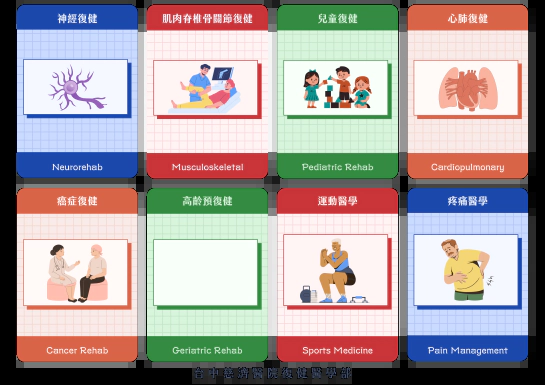 神經復健
肌肉脊椎骨關節復健
兒童復健
心肺復健
Neurorehab
Musculoskeletal
Pediatric Rehab
Cardiopulmonary
癌症復健
高齡預復健
運動醫學
疼痛醫學
Cancer Rehab
Geriatric Rehab
Sports Medicine
Pain Management
台中慈濟醫院復健醫學部